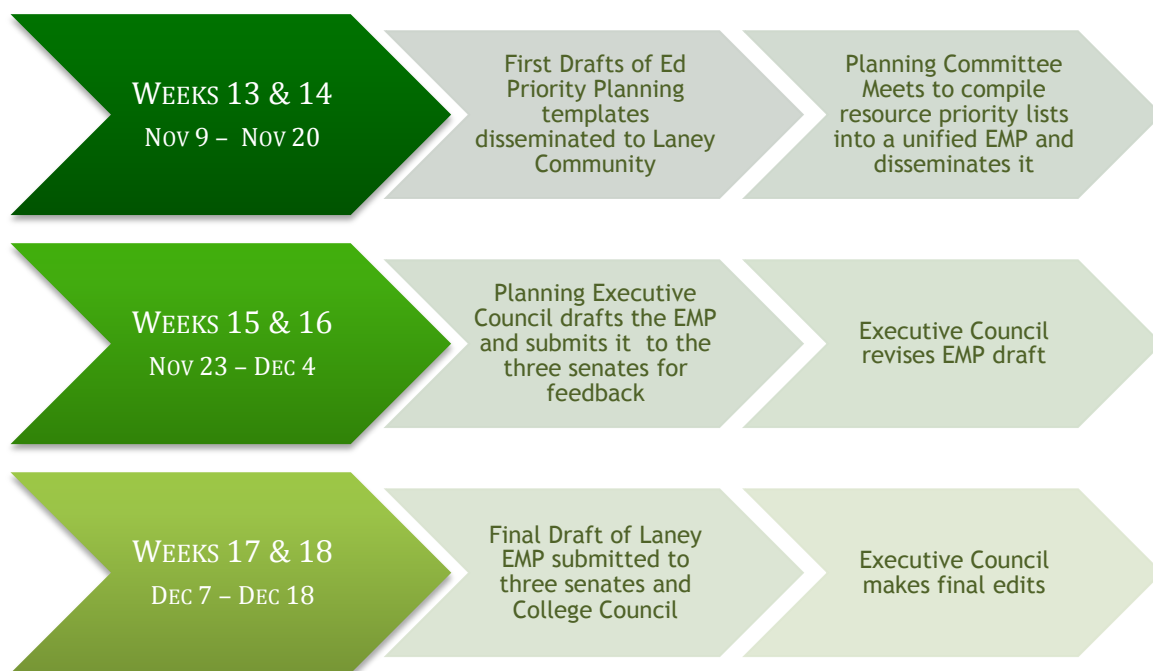 WEEKS 13 & 14
NOV 9 – NOV 20
First Drafts of Ed
Priority Planning
templates
disseminated to Laney
Community
Planning Committee
Meets to compile
resource priority lists
into a unified EMP and
disseminates it
WEEKS 15 & 16
NOV 23 – DEC 4
Planning Executive
Council drafts the EMP
and submits it to the
three senates for
feedback
Executive Council
revises EMP draft
WEEKS 17 & 18
DEC 7 – DEC 18
Final Draft of Laney
EMP submitted to
three senates and
College Council
Executive Council
makes final edits